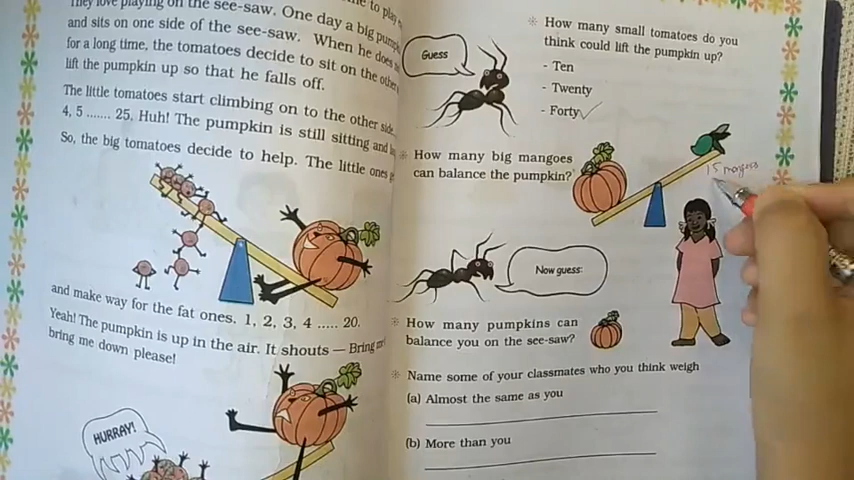 They love playing on the see-saw. One day a big
and sits on one side of the see-saw. When he does
for a long time, the tomatoes decide to sit on the other
lift the pumpkin up so that he falls off.
The little tomatoes start climbing on to the other side
4, 5 ....... 25. Huh! The pumpkin is still sitting and
So, the big tomatoes decide to help. The little ones
and make way for the fat ones. 1, 2, 3, 4 ..... 20.
Yeah! The pumpkin is up in the air. It shouts — Bring
bring me down please!
HURRAY!
Guess
How many small tomatoes do you
think could lift the pumpkin up?
- Ten
- Twenty
- Forty
How many big mangoes
can balance the pumpkin?
15 mangoes
Now guess:
How many pumpkins can
balance you on the see-saw?
Name some of your classmates who you think weigh
(a) Almost the same as you
(b) More than you